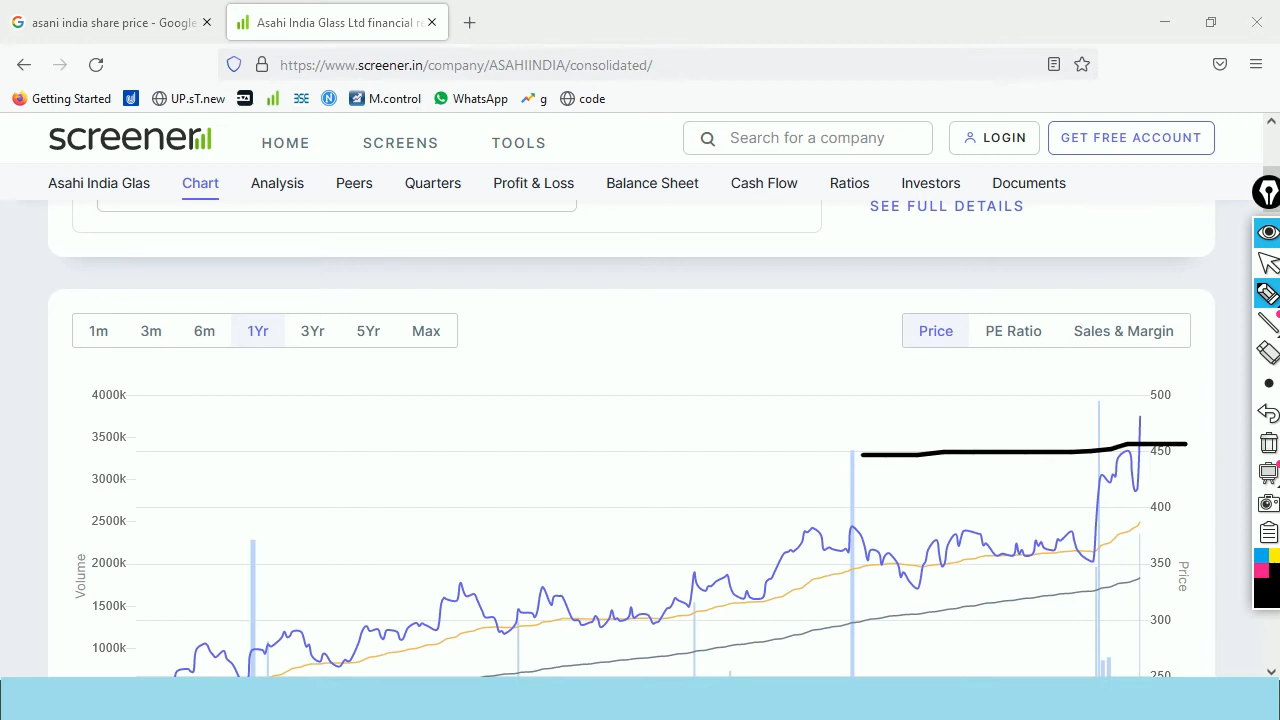 asani india share price - Google
Asahi India Glass Ltd financial re
https://www.screener.in/company/ASAHIINDIA/consolidated/
Getting Started
UP.sT.new
M.control
WhatsApp
g
code
screener
HOME
SCREENS
TOOLS
Search for a company
LOGIN
GET FREE ACCOUNT
Asahi India Glas
Chart
Analysis
Peers
Quarters
Profit & Loss
Balance Sheet
Cash Flow
Ratios
Investors
Documents
SEE FULL DETAILS
1m 3m 6m 1Yr 3Yr 5Yr Max
Price PE Ratio Sales & Margin
4000k
3500k
3000k
2500k
2000k
1500k
1000k
Volume
500
450
400
350
300
250
Price